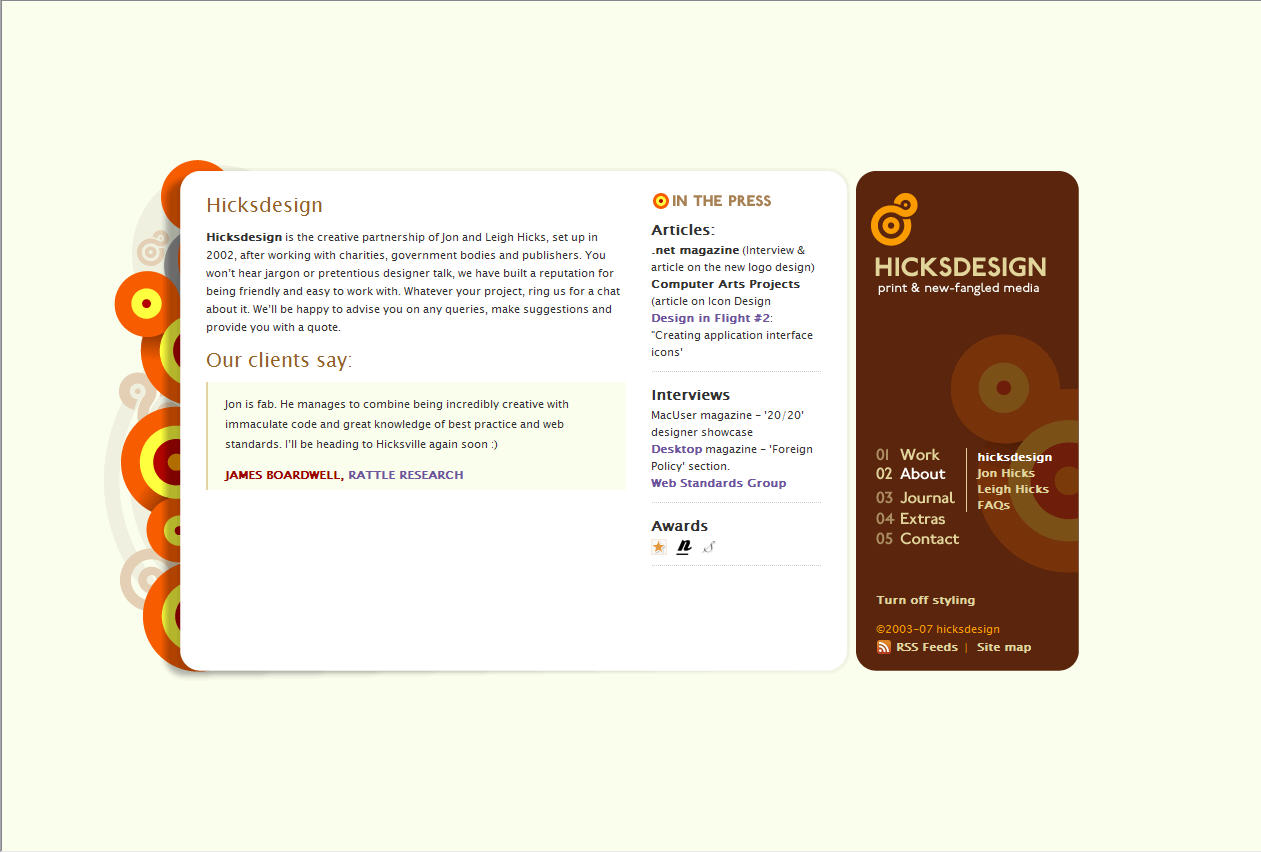 Hicksdesign
Hicksdesign is the creative partnership of Jon and Leigh Hicks, set up in
2002, after working with charities, government bodies and publishers. You
won't hear jargon or pretentious designer talk, we have built a reputation for
being friendly and easy to work with. Whatever your project, ring us for a chat
about it. We'll be happy to advise you on any queries, make suggestions and
provide you with a quote.
Our clients say:
Jon is fab. He manages to combine being incredibly creative with
immaculate code and great knowledge of best practice and web
standards. I'll be heading to Hicksville again soon :)
JAMES BOARDWELL, RATTLE RESEARCH
IN THE PRESS
Articles:
.net magazine (Interview &
article on the new logo design)
Computer Arts Projects
(article on Icon Design
Design in Flight #2:
"Creating application interface
icons'
Interviews
MacUser magazine – '20/20'
designer showcase
Desktop magazine – 'Foreign
Policy' section.
Web Standards Group
Awards
n S
HICKSDESIGN
print & new-fangled media
01 Work
02 About
03 Journal
04 Extras
05 Contact
hicksdesign
Jon Hicks
Leigh Hicks
FAQs
Turn off styling
©2003–07 hicksdesign
RSS Feeds | Site map